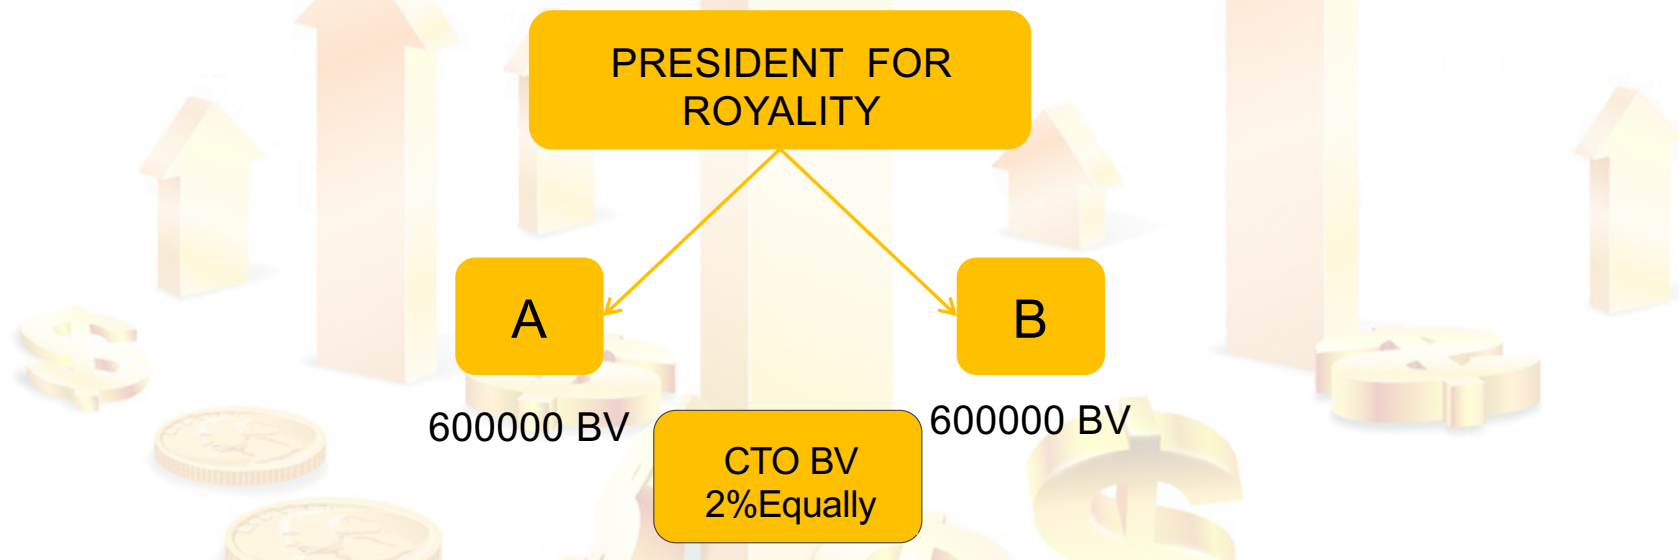 PRESIDENT FOR
ROYALITY
A
B
600000 BV
600000 BV
CTO BV
2%Equally